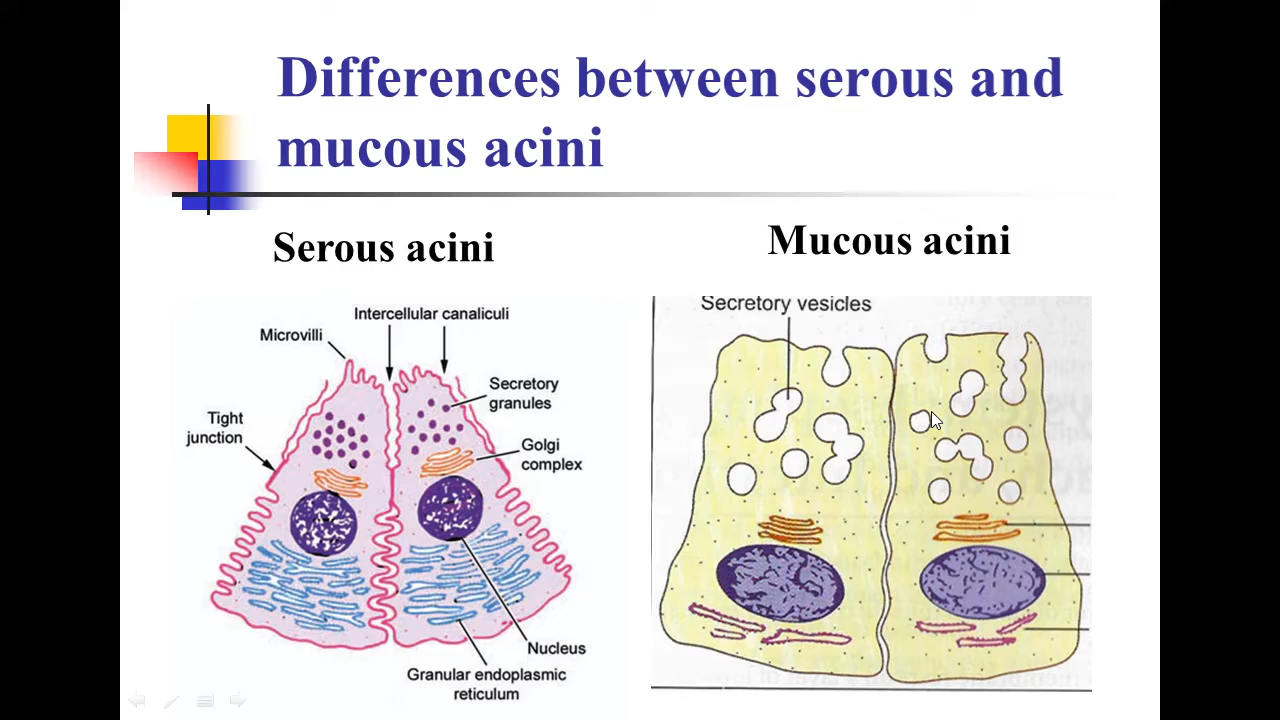 Differences between serous and
mucous acini
Serous acini
Mucous acini
Intercellular canaliculi
Microvilli
Secretory
granules
Tight
junction
Golgi
complex
Nucleus
Granular endoplasmic
reticulum
Secretory vesicles